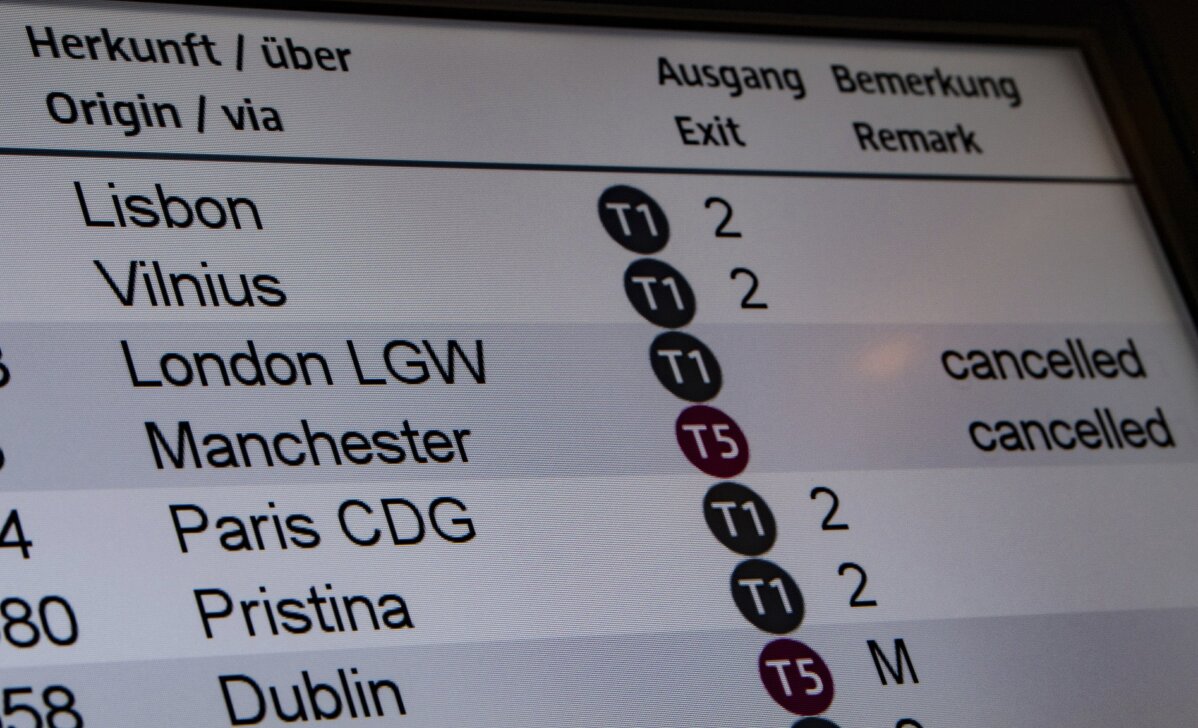 Herkunft / über Ausgang Bemerkung
Origin / via Exit Remark
Lisbon T1 2
Vilnius T1 2
London LGW T1 cancelled
Manchester T5 cancelled
4 Paris CDG T1 2
80 Pristina T1 2
58 Dublin T5 M